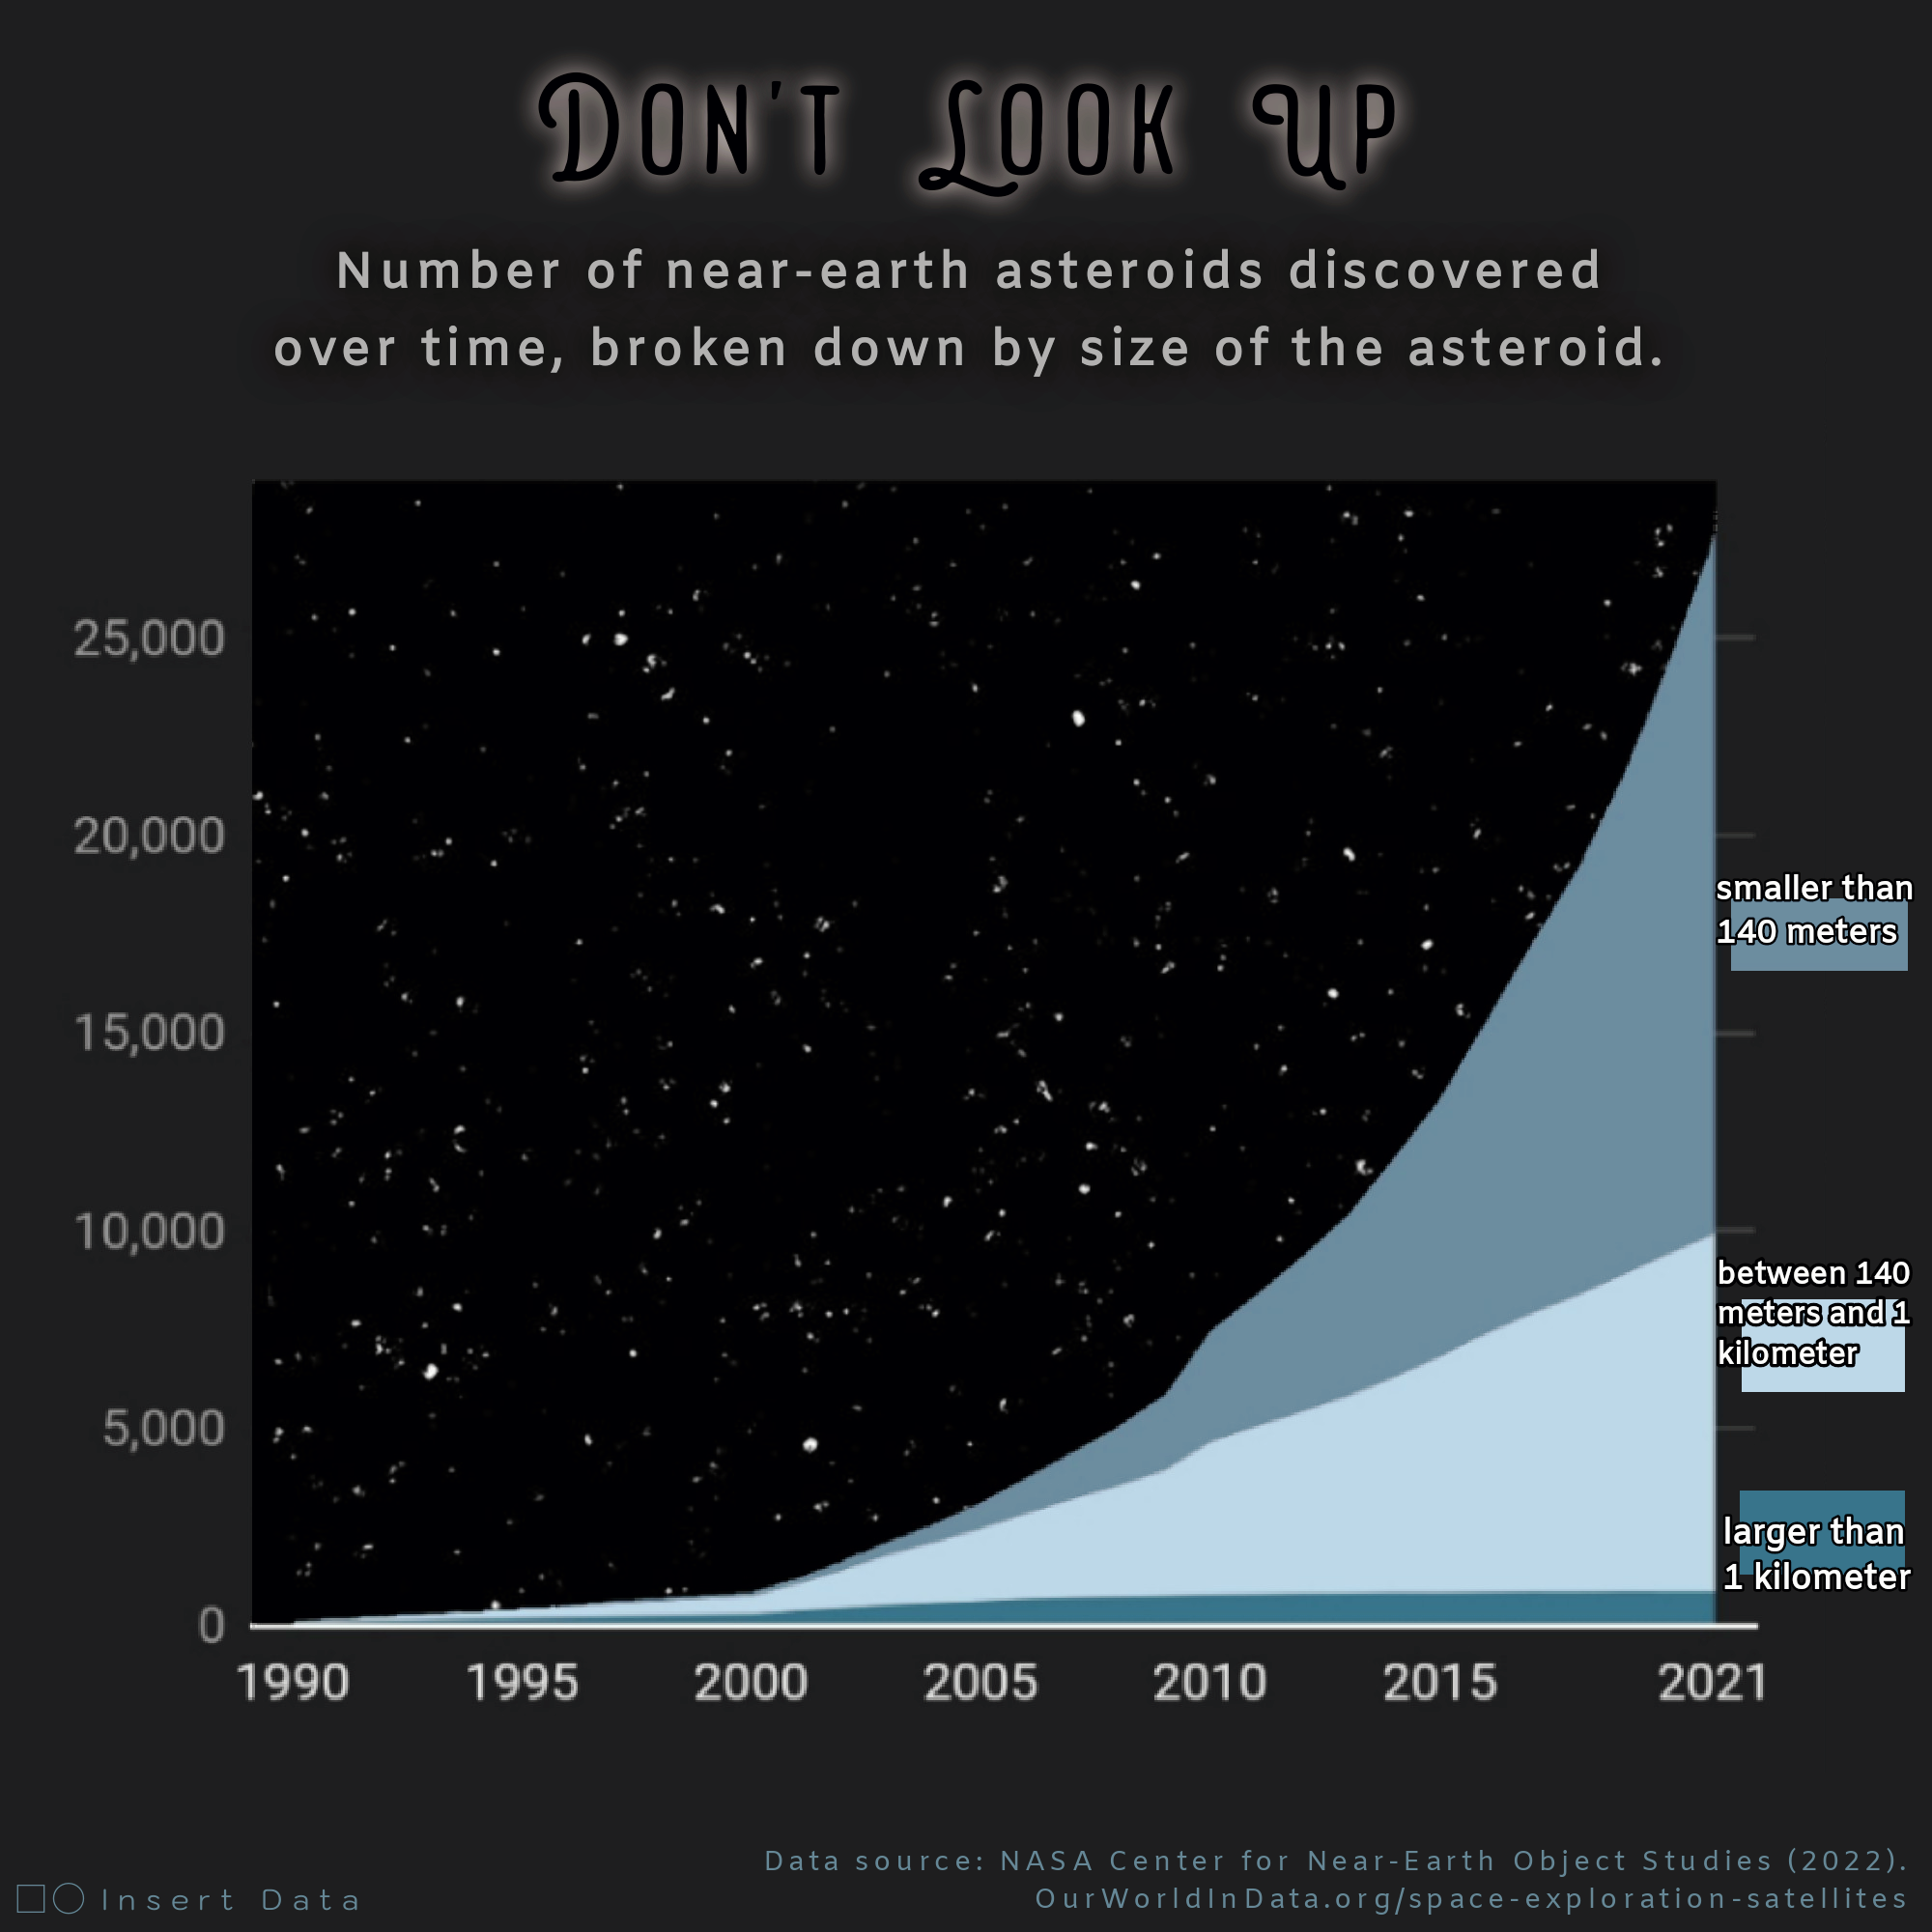 Don't Look Up
Number of near-earth asteroids discovered
over time, broken down by size of the asteroid.
25,000
20,000
15,000
10,000
5,000
0
smaller than
140 meters
between 140
meters and 1
kilometer
larger than
1 kilometer
1990 1995 2000 2005 2010 2015 2021
Data source: NASA Center for Near-Earth Object Studies (2022).
OurWorldInData.org/space-exploration-satellites
Insert Data